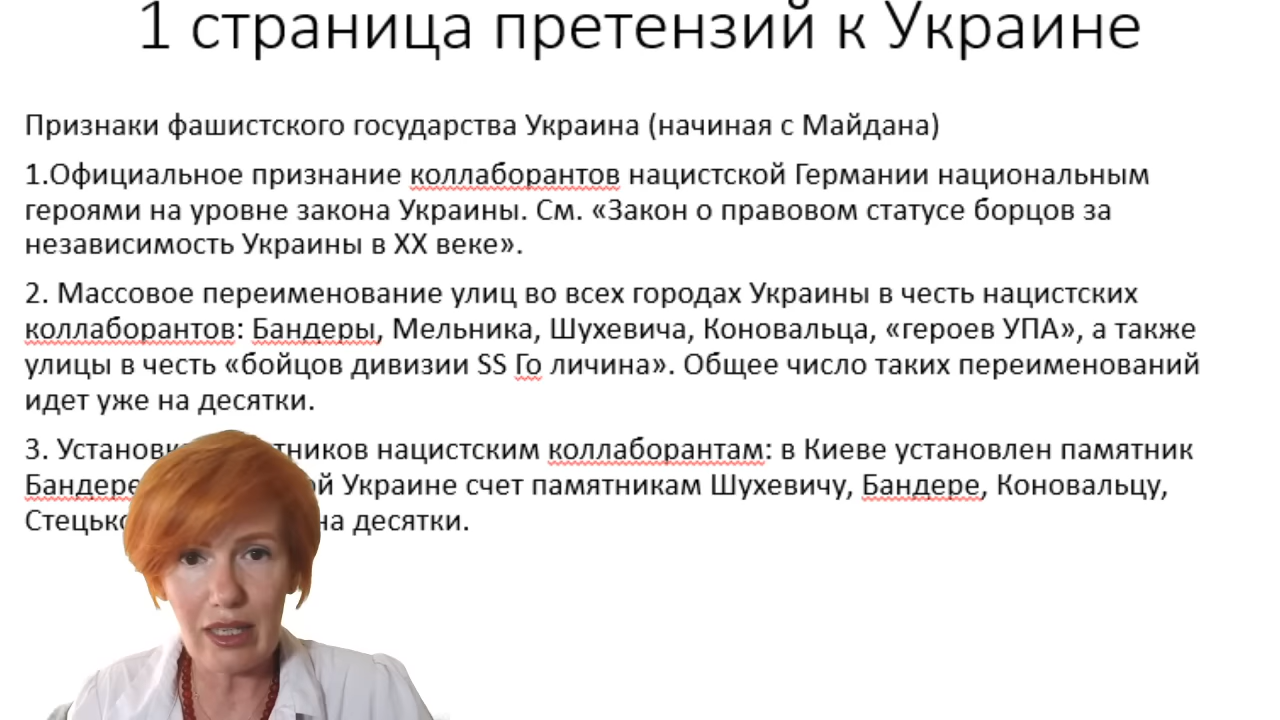 1 страница претензий к Украине
Признаки фашистского государства Украина (начиная с Майдана)
1.Официальное признание коллаборантов нацистской Германии национальным
героями на уровне закона Украины. См. «Закон о правовом статусе борцов за
независимость Украины в XX веке».
2. Массовое переименование улиц во всех городах Украины в честь нацистских
коллаборантов: Бандеры, Мельника, Шухевича, Коновальца, «героев УПА», а также
улицы в честь «бойцов дивизии SS Го личина». Общее число таких переименований
идет уже на десятки.
3. нацистским коллаборантам: в Киеве установлен памятник
Бандере Украине счет памятникам Шухевичу, Бандере, Коновальцу,
на десятки.